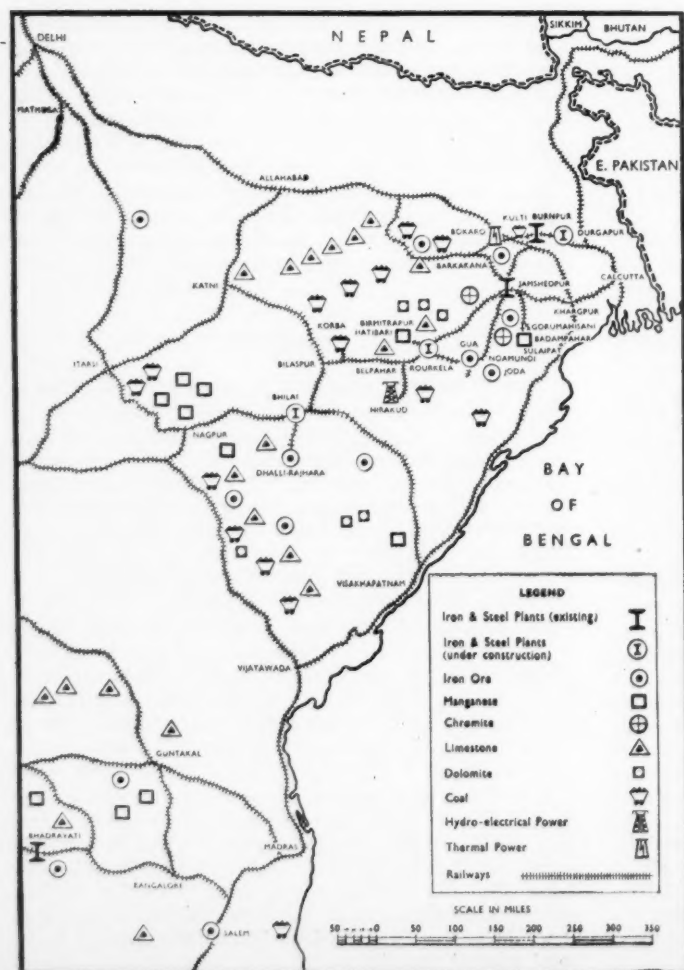 NEPAL
SIKKIM
BHUTAN
DELHI
MATHURA
E. PAKISTAN
ALLAHABAD
KULTI
BURNPUR
BOKARO
DURGAPUR
BARKAKANA
KATNI
JAMSHEDPUR
CALCUTTA
KHARGPUR
KORBA
BIRMITRAPUR
HATIBARI
GORUMAHISANI
BADAMPAHAR
SULAIPAT
GUA
NOAMUNDI
ITARSI
BILASPUR
BELPAHAR
ROURKELA
JODA
BHILAI
HIRAKUD
NAGPUR
DHALLI-RAJHARA
BAY
OF
BENGAL
VISAKHAPATNAM
VIJAYAWADA
GUNTAKAL
BHADRAVATI
MADRAS
BANGALORE
SALEM
LEGEND
Iron & Steel Plants (existing)
Iron & Steel Plants
(under construction)
Iron Ore
Manganese
Chromite
Limestone
Dolomite
Coal
Hydro-electrical Power
Thermal Power
Railways
SCALE IN MILES
50 0 50 100 150 200 250 300 350